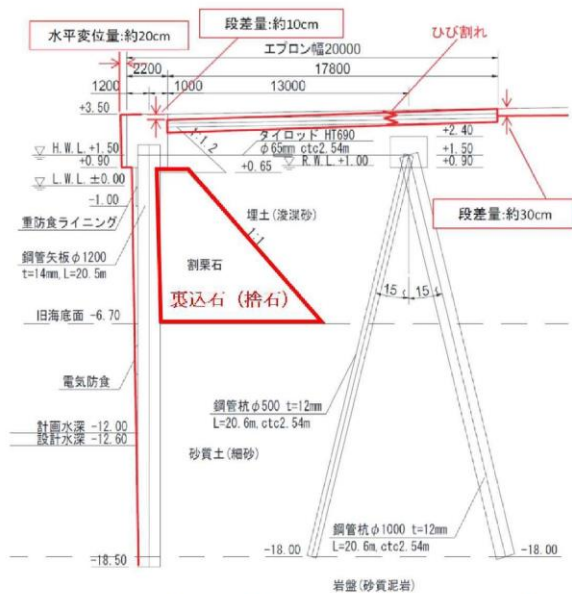 水平変位量:約20cm
段差量:約10cm
ひび割れ
エプロン幅20000
2200
17800
1200
1000
13000
+3.50
1:1.2
タイロッド HT690
φ65mm ctc2.54m
+2.40
H.W.L.+1.50
+0.90
+0.65
R.W.L.+1.00
+1.50
+0.90
L.W.L.±0.00
-1.00
段差量:約30cm
重防食ライニング
埋土(浚渫砂)
1:1
鋼管矢板φ1200
t=14mm,L=20.5m
割栗石
裏込石(捨石)
15
15
旧海底面 -6.70
電気防食
鋼管杭φ500 t=12mm
L=20.6m,ctc2.54m
計画水深 -12.00
設計水深 -12.60
砂質土(細砂)
鋼管杭φ1000 t=12mm
L=20.6m,ctc2.54m
-18.50
-18.00
-18.00
岩盤(砂質泥岩)